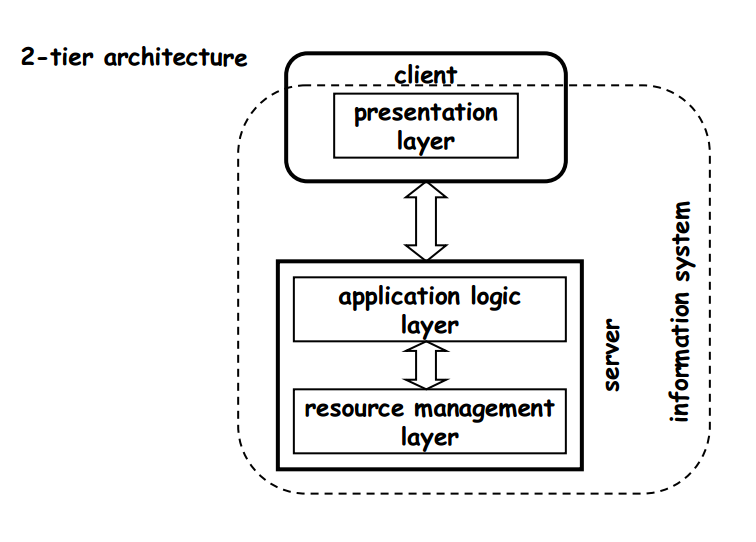 2-tier architecture
client
presentation
layer
application logic
layer
resource management
layer
server
information system